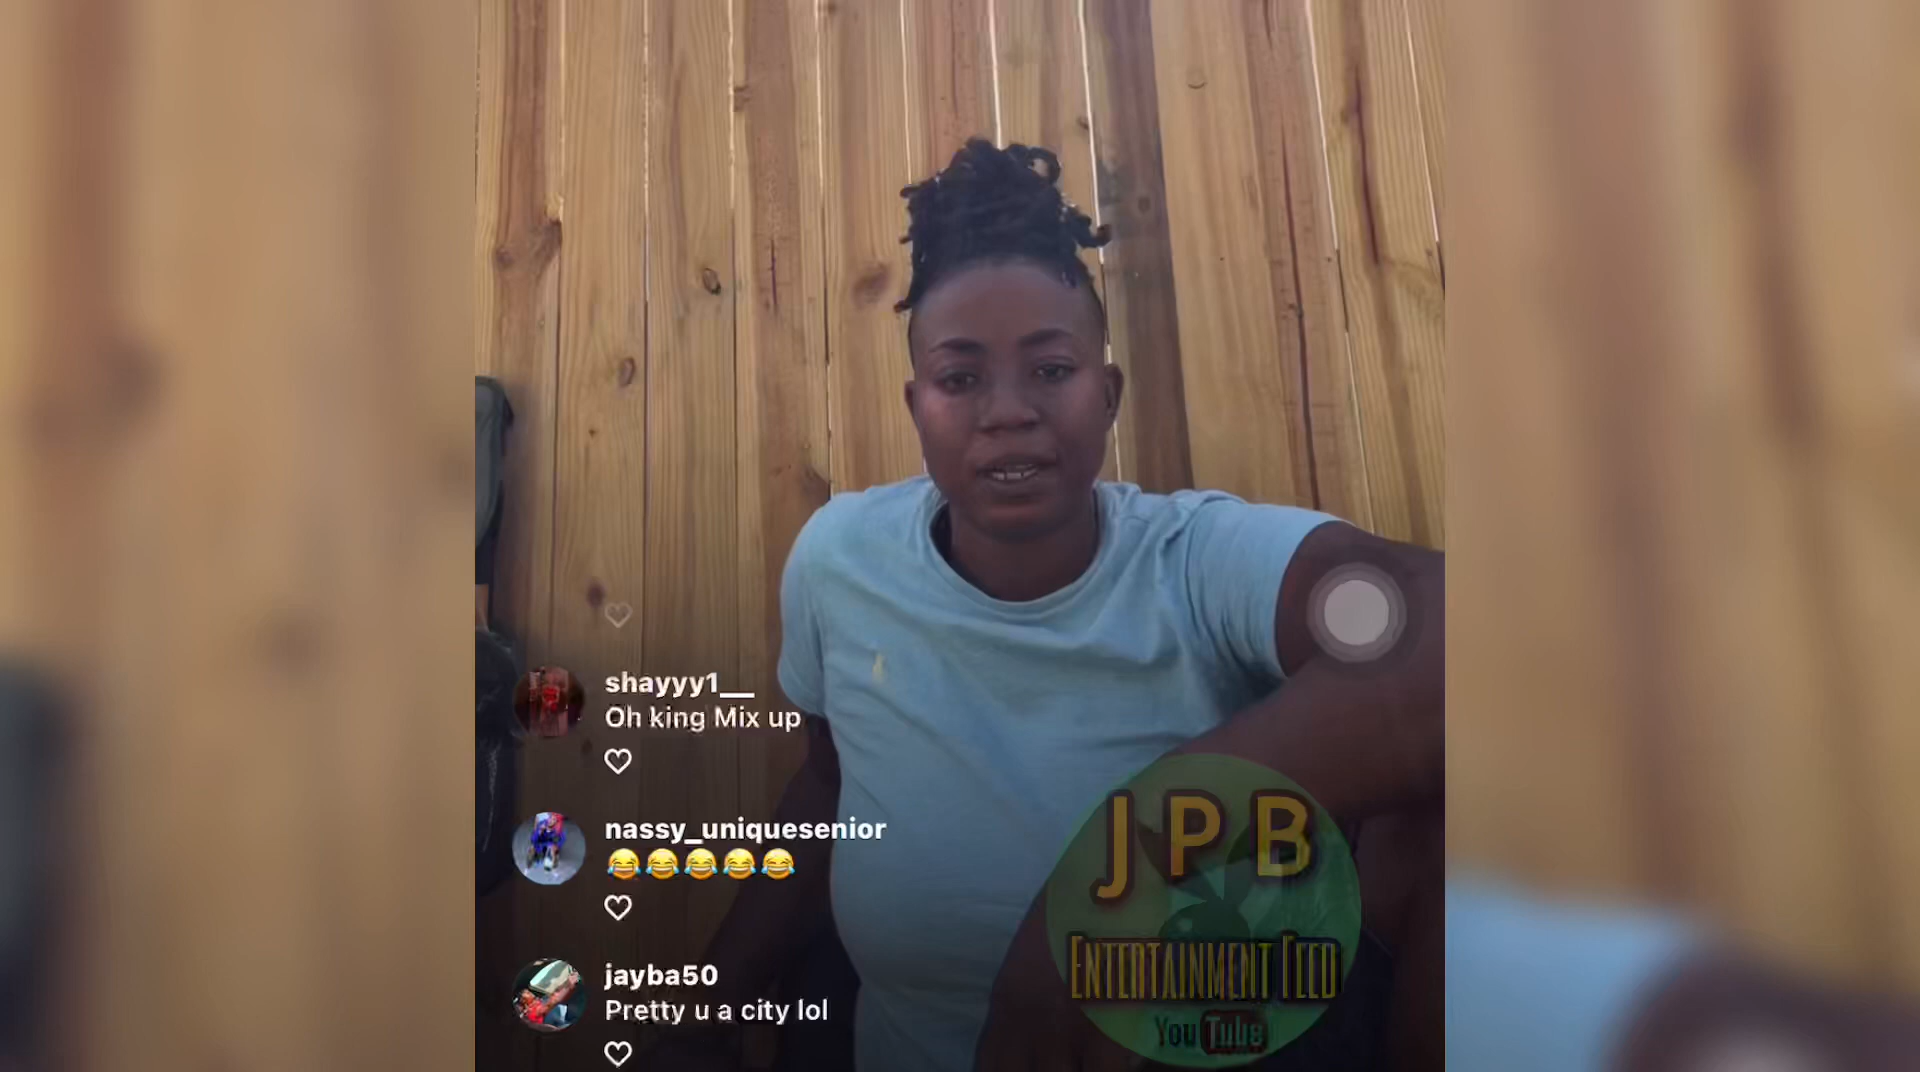 shayyy1__
Oh king Mix up
nassy_uniquesenior
😂😂😂😂😂
jayba50
Pretty u a city lol
JPB
ENTERTAINMENT FEED
YouTube